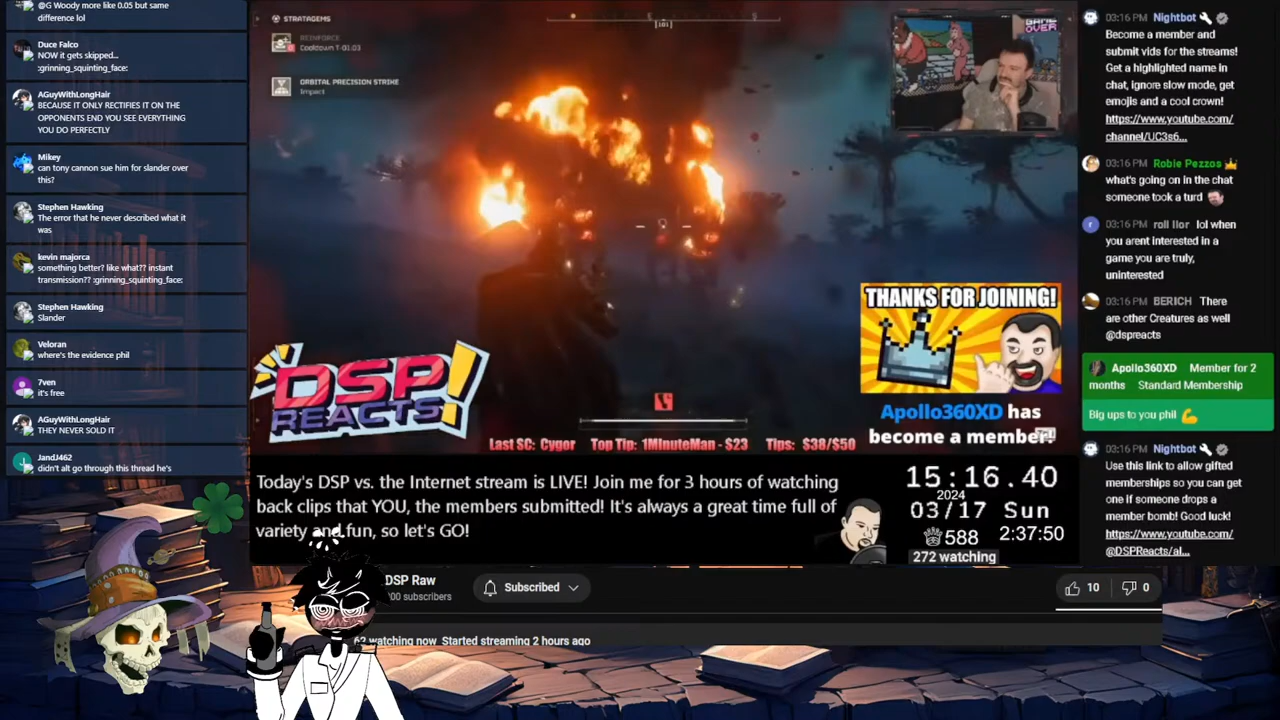 @G Woody more like 0.05 but same
difference lol
Duce Falco
NOW it gets skipped...
:grinning_squinting_face:
AGuyWithLongHair
BECAUSE IT ONLY RECTIFIES IT ON THE
OPPONENTS END YOU SEE EVERYTHING
YOU DO PERFECTLY
Mikey
can tony cannon sue him for slander over
this?
Stephen Hawking
The error that he never described what it
was
kevin majorca
something better? like what?? instant
transmission?? :grinning_squinting_face:
Stephen Hawking
Slander
Veloran
where's the evidence phil
7ven
it's free
AGuyWithLongHair
THEY NEVER SOLD IT
JandJ462
didn't alt go through this thread he's
STRATAGEMS
REINFORCE
Cooldown T-01:03
ORBITAL PRECISION STRIKE
Impact
101
GAME
OVER
THANKS FOR JOINING!
Apollo360XD has
become a member!
DSP!
REACTS
Last SC: Cygor Top Tip: 1MinuteMan - $23 Tips: $38/$50
Today's DSP vs. the Internet stream is LIVE! Join me for 3 hours of watching
back clips that YOU, the members submitted! It's always a great time full of
variety and fun, so let's GO!
15:16.40
2024
03/17 Sun
588 2:37:50
272 watching
DSP Raw
00 subscribers
Subscribed
10
0
62 watching now Started streaming 2 hours ago
03:16 PM Nightbot
Become a member and
submit vids for the streams!
Get a highlighted name in
chat, ignore slow mode, get
emojis and a cool crown!
https://www.youtube.com/
channel/UC3s6...
03:16 PM Robie Pezzos
what's going on in the chat
someone took a turd
03:16 PM roll llor lol when
you arent interested in a
game you are truly,
uninterested
03:16 PM BERICH There
are other Creatures as well
@dspreacts
Apollo360XD Member for 2
months Standard Membership
Big ups to you phil
03:16 PM Nightbot
Use this link to allow gifted
memberships so you can get
one if someone drops a
member bomb! Good luck!
https://www.youtube.com/
@DSPReacts/al...